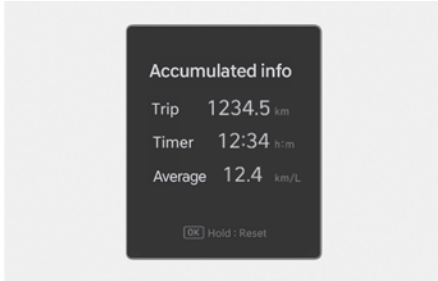 Accumulated info
Trip 1234.5 km
Timer 12:34 h:m
Average 12.4 km/L
OK Hold : Reset